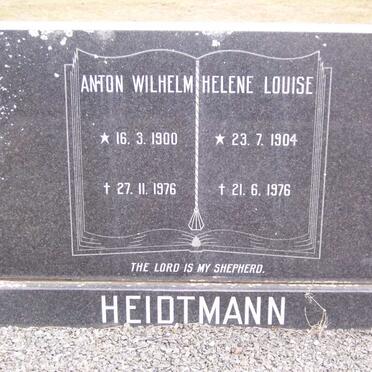 ANTON WILHELM HELENE LOUISE
★ 16. 3. 1900 ★ 23. 7. 1904
† 27. 11. 1976 † 21. 6. 1976
THE LORD IS MY SHEPHERD.
HEIDTMANN